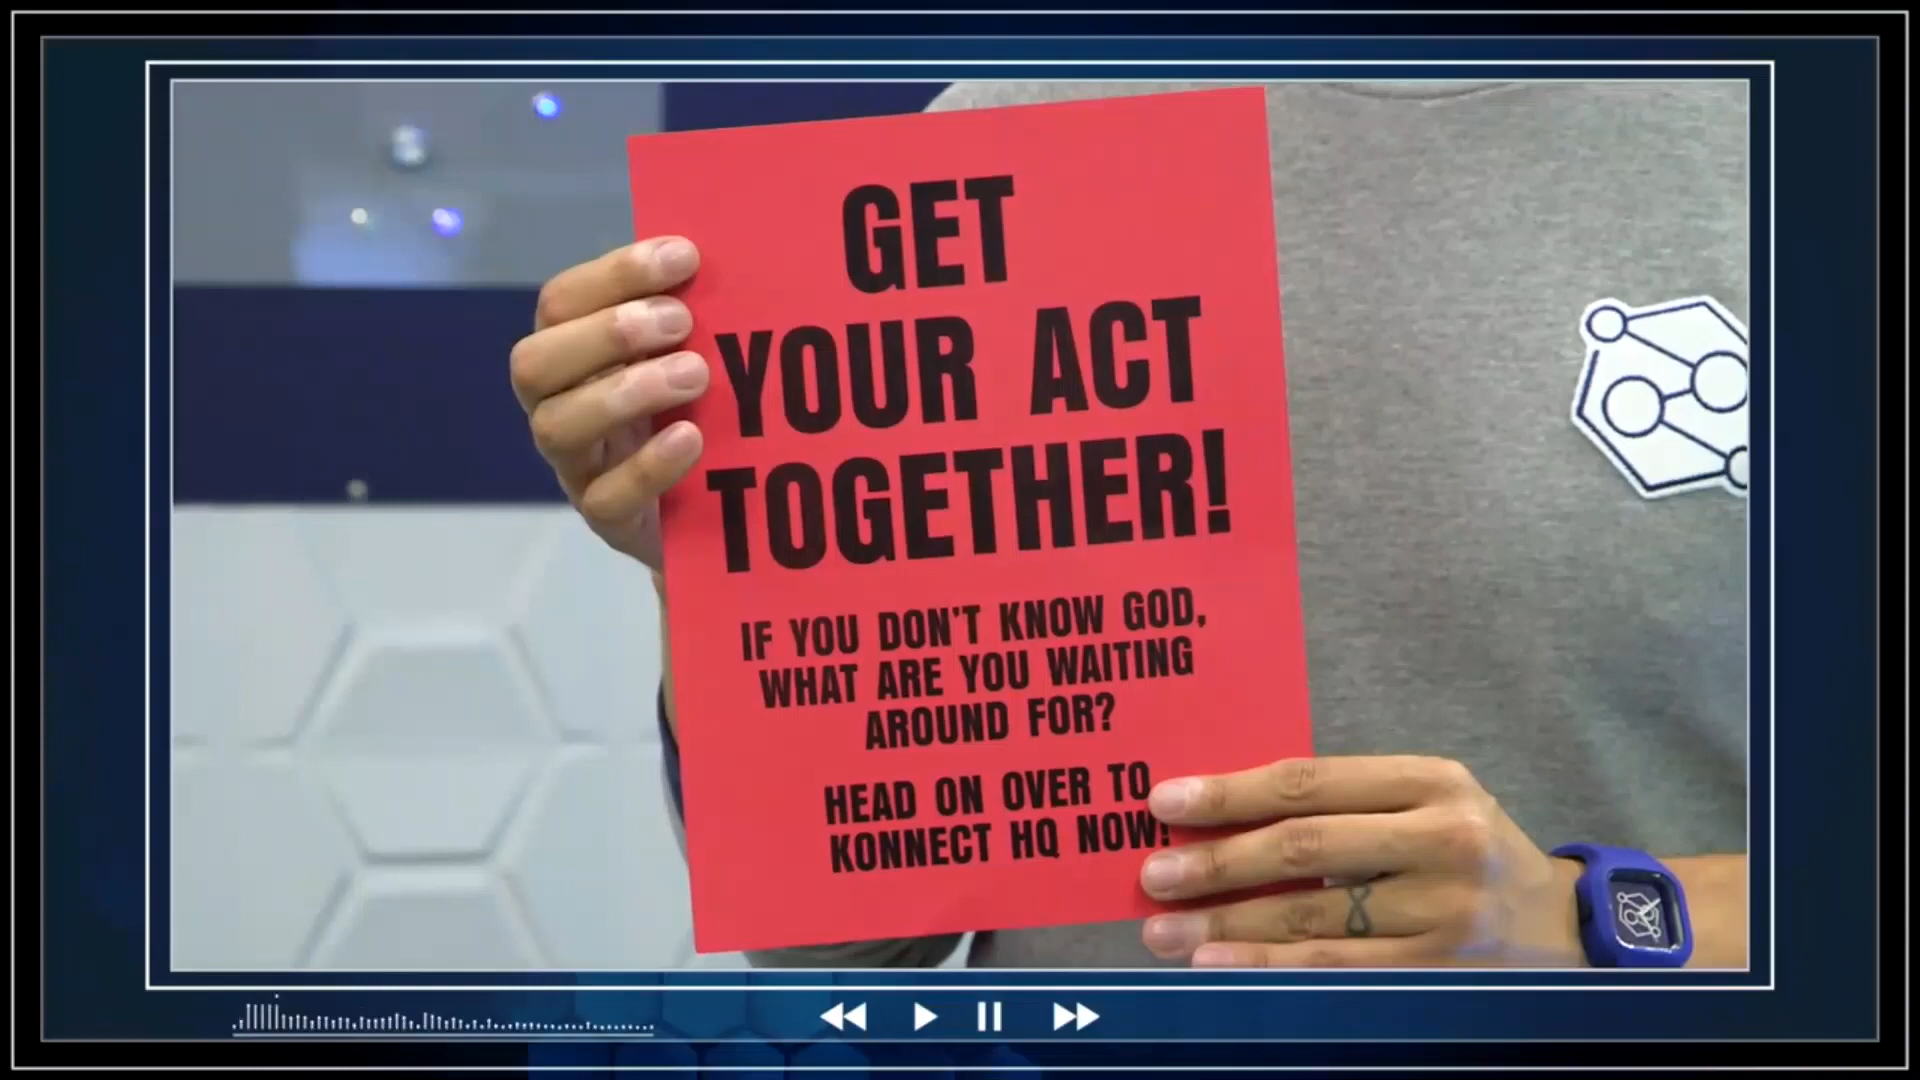 GET
YOUR ACT
TOGETHER!
IF YOU DON'T KNOW GOD,
WHAT ARE YOU WAITING
AROUND FOR?
HEAD ON OVER TO
KONNECT HQ NOW!